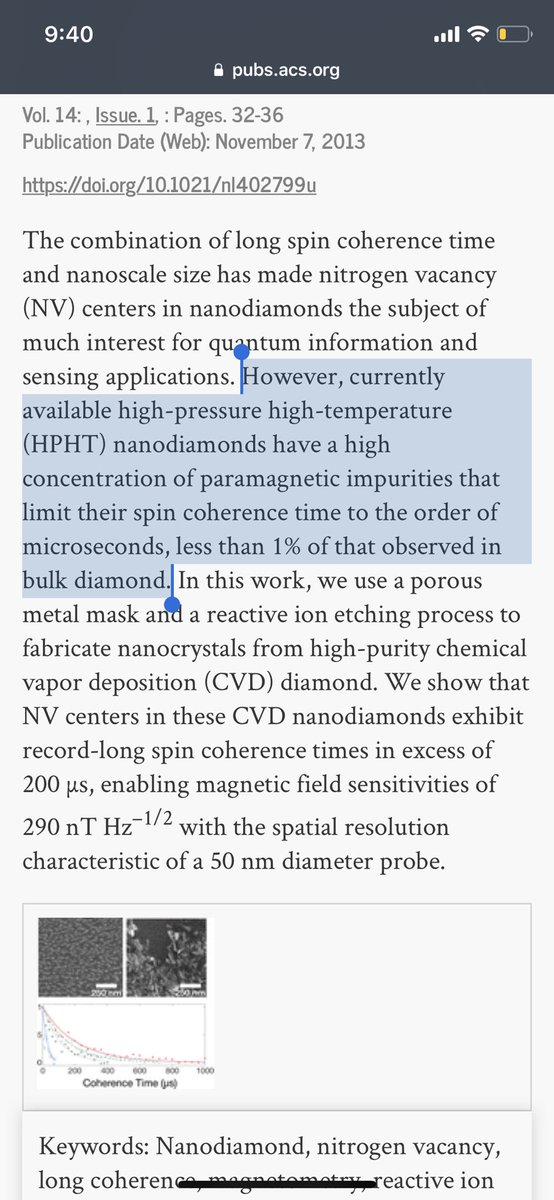 9:40
pubs.acs.org
Vol. 14: , Issue. 1, : Pages. 32-36
Publication Date (Web): November 7, 2013
https://doi.org/10.1021/nl402799u
The combination of long spin coherence time
and nanoscale size has made nitrogen vacancy
(NV) centers in nanodiamonds the subject of
much interest for quantum information and
sensing applications. However, currently
available high-pressure high-temperature
(HPHT) nanodiamonds have a high
concentration of paramagnetic impurities that
limit their spin coherence time to the order of
microseconds, less than 1% of that observed in
bulk diamond. In this work, we use a porous
metal mask and a reactive ion etching process to
fabricate nanocrystals from high-purity chemical
vapor deposition (CVD) diamond. We show that
NV centers in these CVD nanodiamonds exhibit
record-long spin coherence times in excess of
200 μs, enabling magnetic field sensitivities of
290 nT Hz⁻¹/² with the spatial resolution
characteristic of a 50 nm diameter probe.
250 nm
250 nm
0 200 400 600 800 1000
Coherence Time (μs)
Keywords: Nanodiamond, nitrogen vacancy,
long coherence, magnetometry, reactive ion